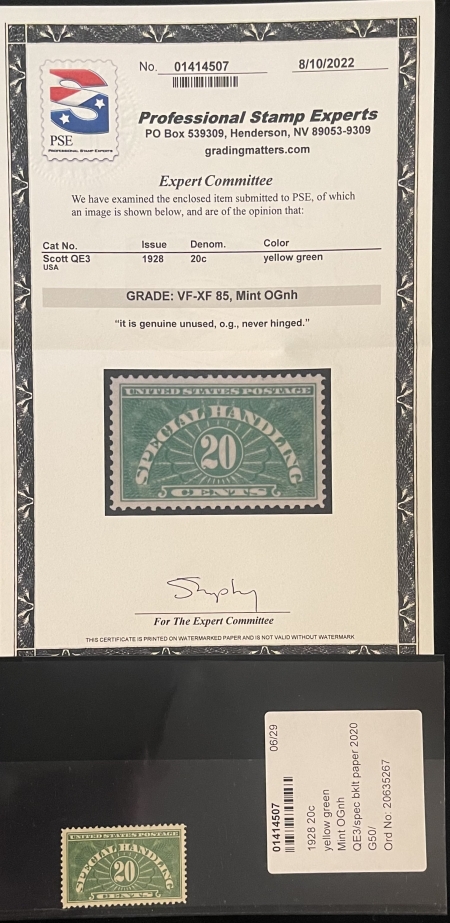 No. 01414507
8/10/2022
PSE
PROFESSIONAL STAMP EXPERTS
Professional Stamp Experts
PO Box 539309, Henderson, NV 89053-9309
gradingmatters.com
Expert Committee
We have examined the enclosed item submitted to PSE, of which
an image is shown below, and are of the opinion that:
Cat No. Issue Denom. Color
Scott QE3 1928 20c yellow green
USA
GRADE: VF-XF 85, Mint OGnh
“it is genuine unused, o.g., never hinged.”
UNITED STATES POSTAGE
SPECIAL HANDLING
20
CENTS
For The Expert Committee
THIS CERTIFICATE IS PRINTED ON WATERMARKED PAPER AND IS NOT VALID WITHOUT WATERMARK
UNITED STATES POSTAGE
SPECIAL HANDLING
20
CENTS
06/29
01414507
1928 20c
yellow green
Mint OGnh
QE3/spec bklt paper 2020
G50/
Ord No: 20635267